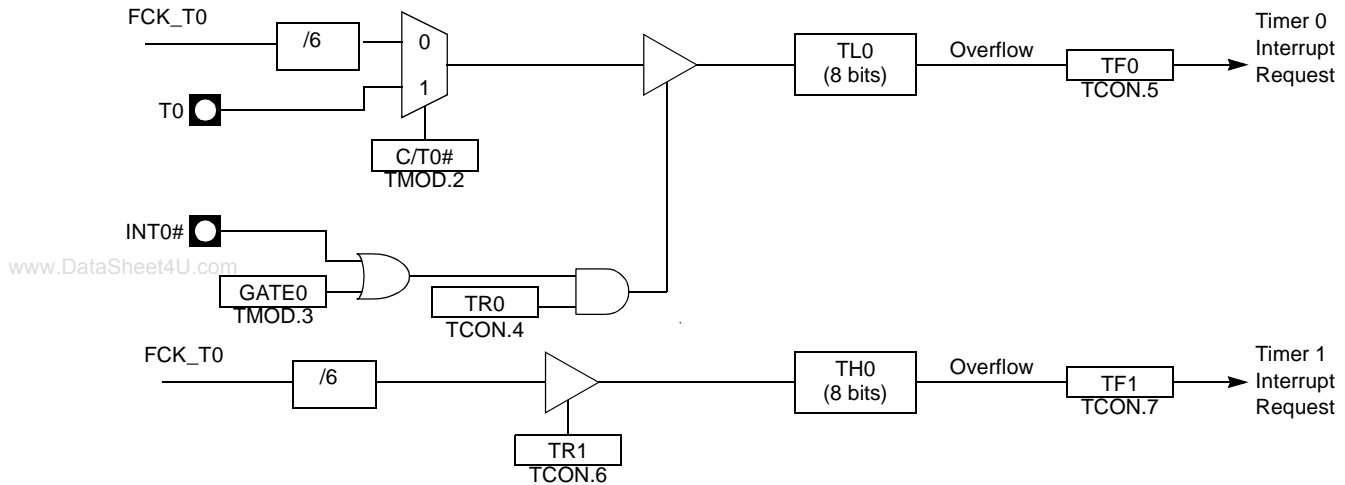 FCK_T0
/6
0
1
T0
C/T0#
TMOD.2
TL0
(8 bits)
Overflow
TF0
TCON.5
Timer 0
Interrupt
Request
INT0#
www.DataSheet4U.com
GATE0
TMOD.3
TR0
TCON.4
FCK_T0
/6
TR1
TCON.6
TH0
(8 bits)
Overflow
TF1
TCON.7
Timer 1
Interrupt
Request